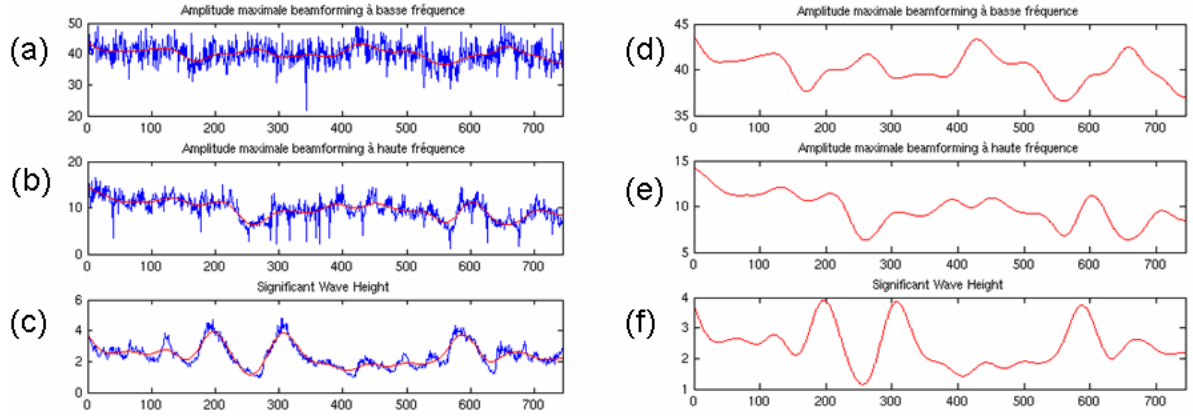 Amplitude maximale beamforming à basse fréquence
(a)
50
40
30
20
0 100 200 300 400 500 600 700
Amplitude maximale beamforming à haute fréquence
(b)
20
10
0
0 100 200 300 400 500 600 700
Significant Wave Height
(c)
6
4
2
0
0 100 200 300 400 500 600 700
Amplitude maximale beamforming à basse fréquence
(d)
45
40
35
0 100 200 300 400 500 600 700
Amplitude maximale beamforming à haute fréquence
(e)
15
10
5
0 100 200 300 400 500 600 700
Significant Wave Height
(f)
4
3
2
1
0 100 200 300 400 500 600 700